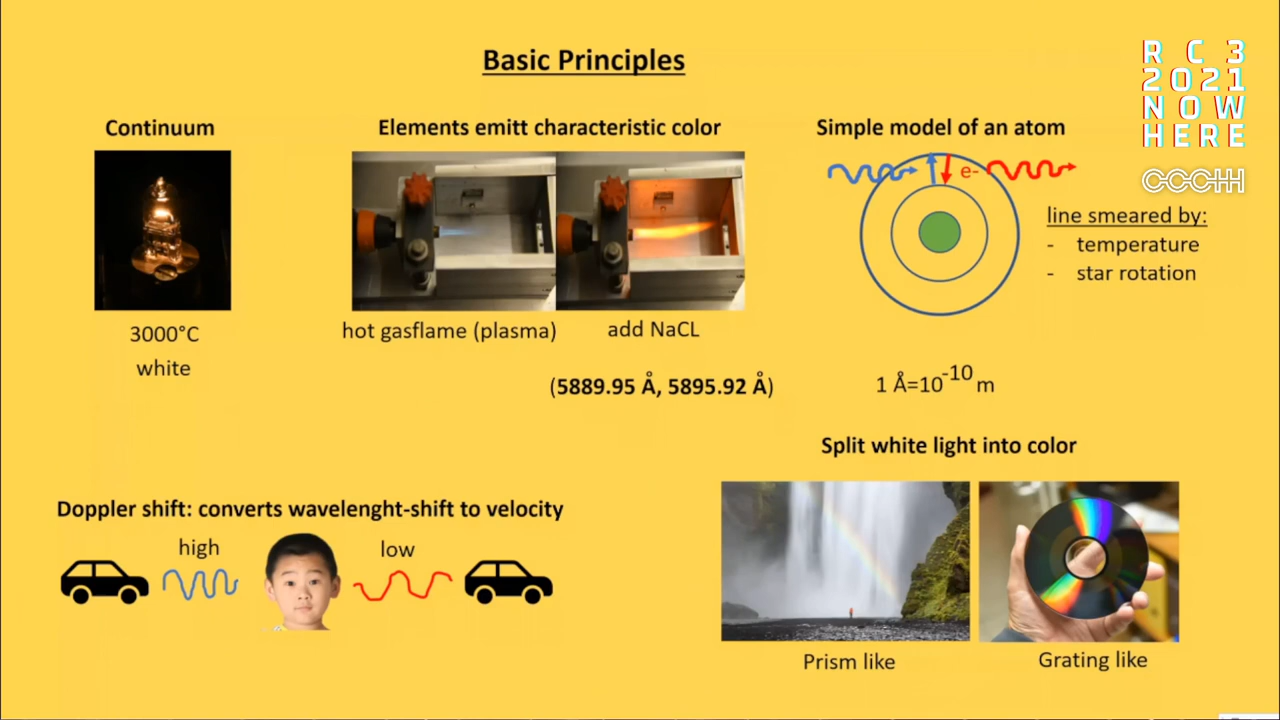 Basic Principles
R C 3
2021
NOW
HERE
CCCHH
Continuum
3000°C
white
Elements emitt characteristic color
hot gasflame (plasma)
add NaCL
(5889.95 Å, 5895.92 Å)
Simple model of an atom
e-
line smeared by:
- temperature
- star rotation
1 Å=10-10 m
Doppler shift: converts wavelenght-shift to velocity
high
low
Split white light into color
Prism like
Grating like